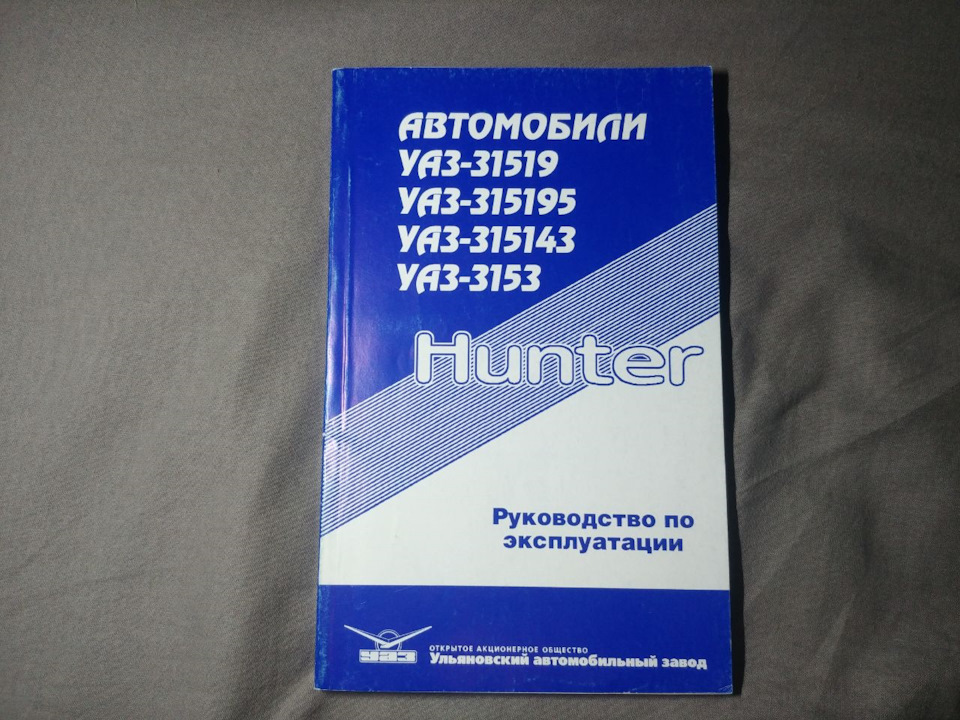 АВТОМОБИЛИ
УАЗ-31519
УАЗ-315195
УАЗ-315143
УАЗ-3153
Hunter
Руководство по
эксплуатации
УАЗ
ОТКРЫТОЕ АКЦИОНЕРНОЕ ОБЩЕСТВО
Ульяновский автомобильный завод